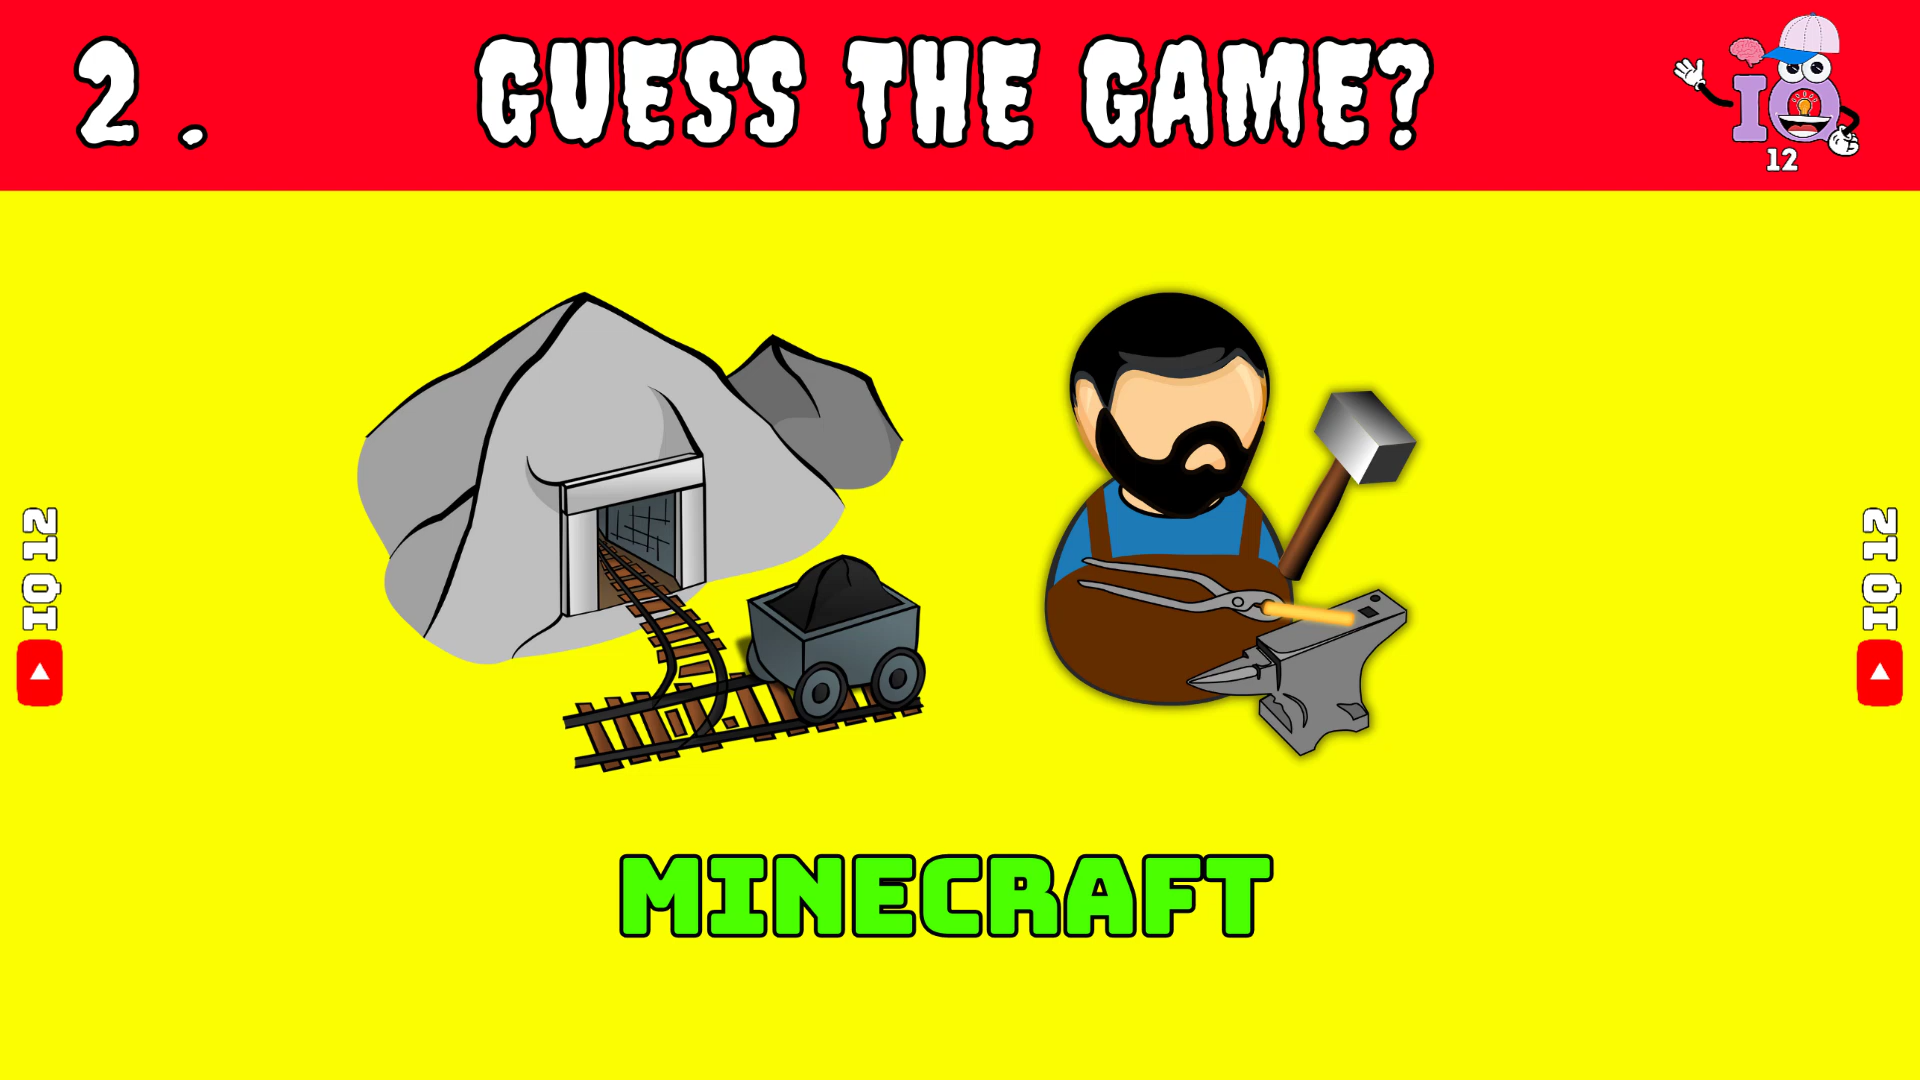 2 . GUESS THE GAME?
IQ
12
IQ 12
IQ 12
MINECRAFT